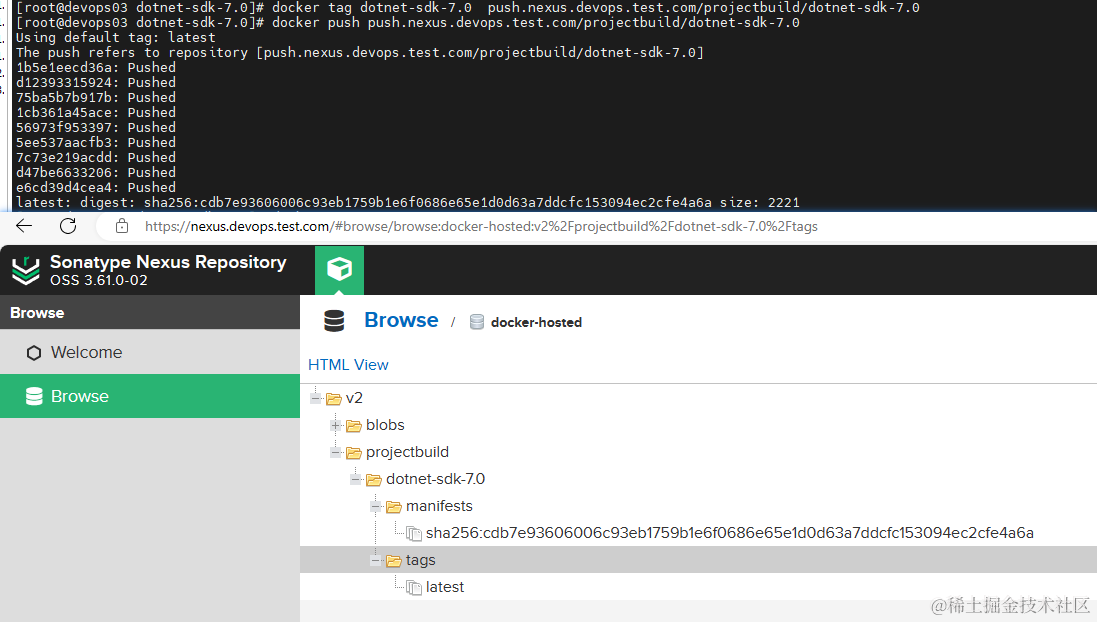 [root@devops03 dotnet-sdk-7.0]# docker tag dotnet-sdk-7.0  push.nexus.devops.test.com/projectbuild/dotnet-sdk-7.0
[root@devops03 dotnet-sdk-7.0]# docker push push.nexus.devops.test.com/projectbuild/dotnet-sdk-7.0
Using default tag: latest
The push refers to repository [push.nexus.devops.test.com/projectbuild/dotnet-sdk-7.0]
1b5e1eecd36a: Pushed
d12393315924: Pushed
75ba5b7b917b: Pushed
1cb361a45ace: Pushed
56973f953397: Pushed
5ee537aacfb3: Pushed
7c73e219acdd: Pushed
d47be6633206: Pushed
e6cd39d4cea4: Pushed
latest: digest: sha256:cdb7e93606006c93eb1759b1e6f0686e65e1d0d63a7ddcfc153094ec2cfe4a6a size: 2221
https://nexus.devops.test.com/#browse/browse:docker-hosted:v2%2Fprojectbuild%2Fdotnet-sdk-7.0%2Ftags
Sonatype Nexus Repository
OSS 3.61.0-02
Browse
Browse / docker-hosted
Welcome
HTML View
Browse
v2
blobs
projectbuild
dotnet-sdk-7.0
manifests
sha256:cdb7e93606006c93eb1759b1e6f0686e65e1d0d63a7ddcfc153094ec2cfe4a6a
tags
latest
@稀土掘金技术社区